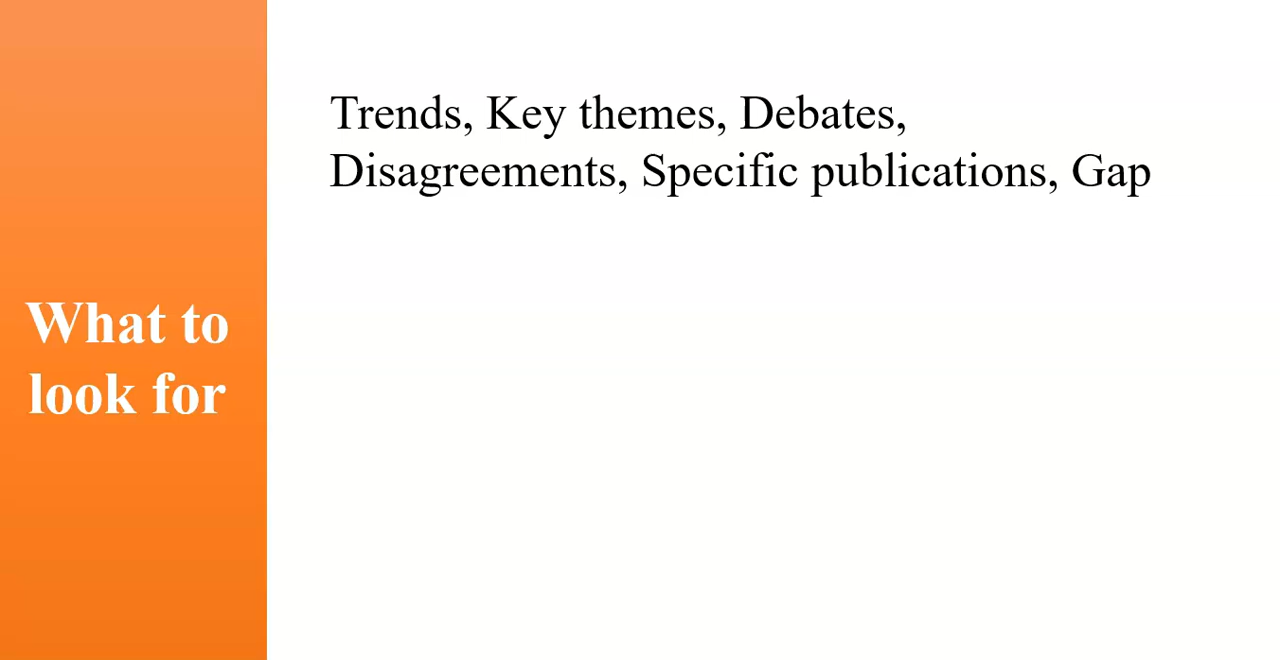 What to
look for
Trends, Key themes, Debates,
Disagreements, Specific publications, Gap